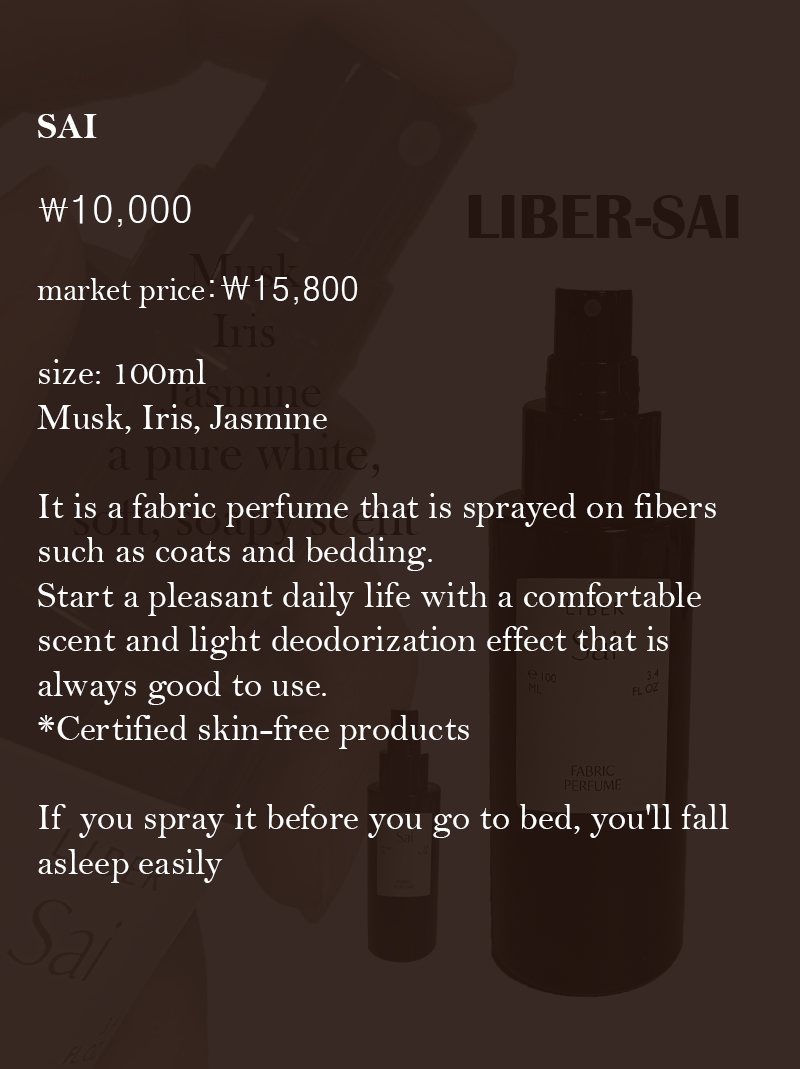 SAI
₩10,000
LIBER-SAI
market price:₩15,800
Musk
Iris
Jasmine
a pure white,
soft, soapy scent
size: 100ml
Musk, Iris, Jasmine
It is a fabric perfume that is sprayed on fibers
such as coats and bedding.
Start a pleasant daily life with a comfortable
scent and light deodorization effect that is
always good to use.
*Certified skin-free products
If  you spray it before you go to bed, you'll fall
asleep easily
LIBER
Sai
℮ 100
ML
3.4
FL OZ
FABRIC
PERFUME
LIBER
Sai